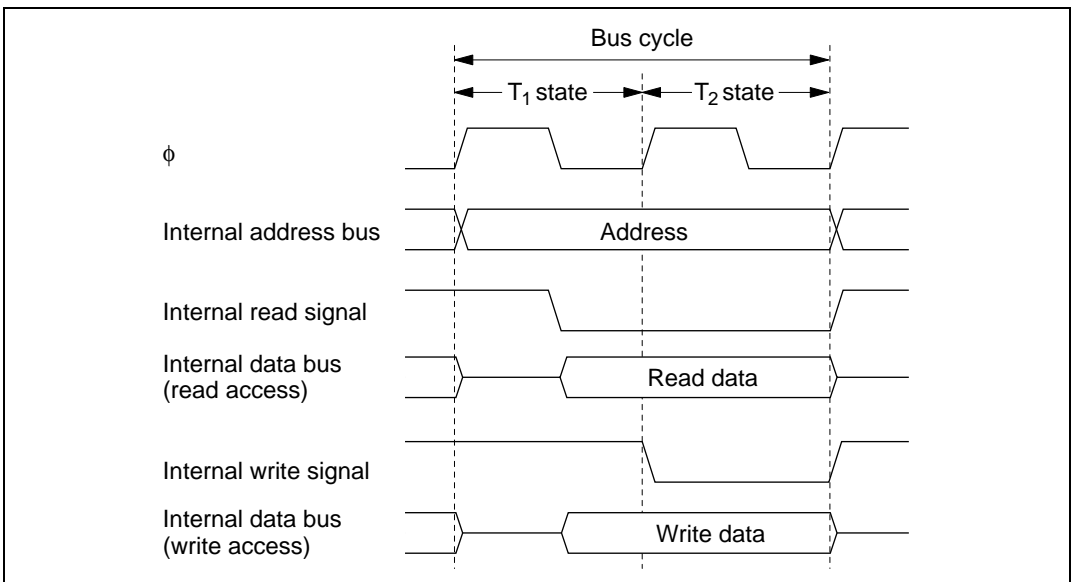 Bus cycle
T1 state
T2 state
ϕ
Internal address bus
Address
Internal read signal
Internal data bus
(read access)
Read data
Internal write signal
Internal data bus
(write access)
Write data